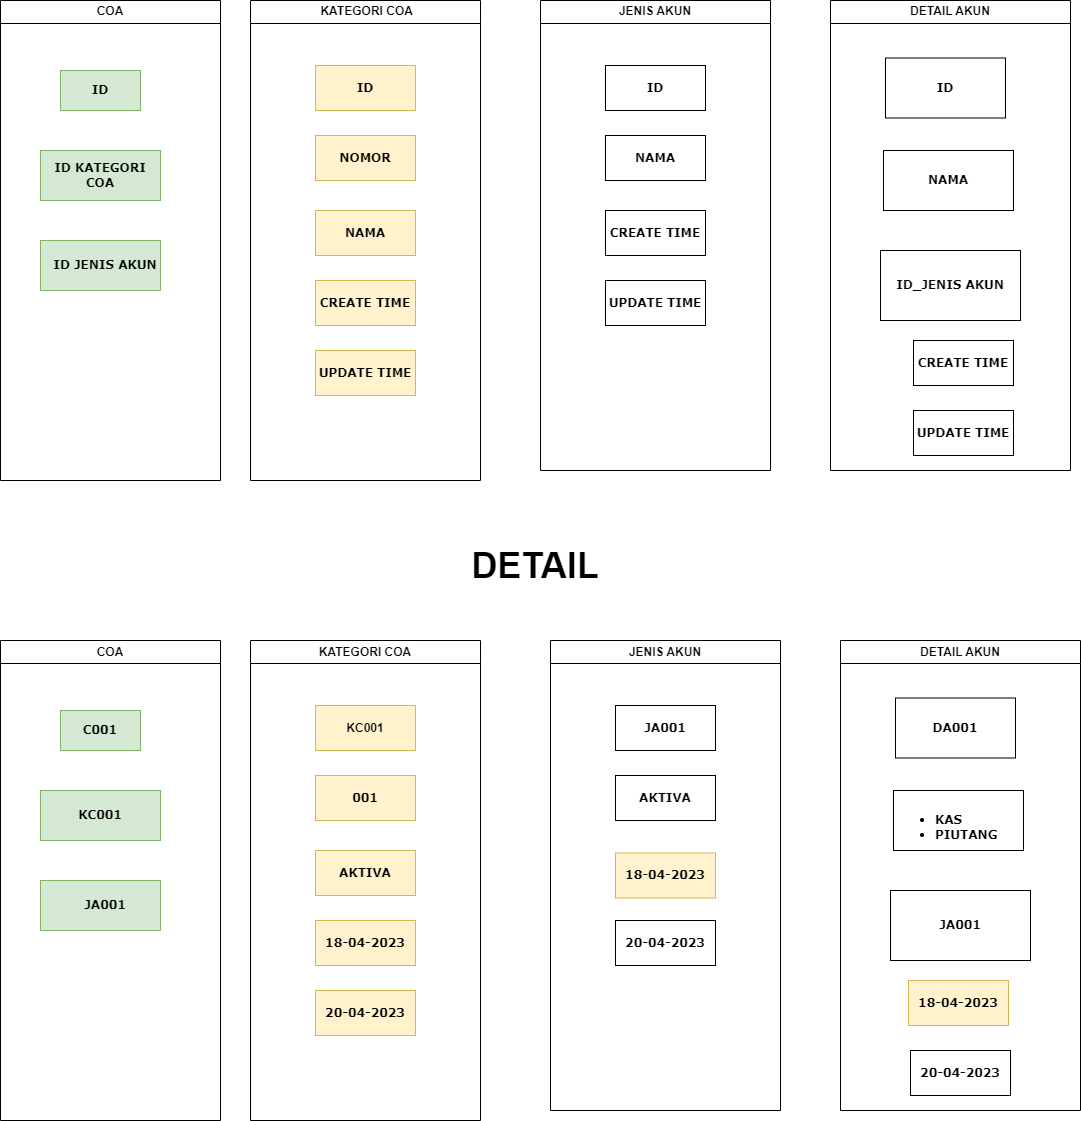 COA
ID
ID KATEGORI
COA
ID JENIS AKUN
KATEGORI COA
ID
NOMOR
NAMA
CREATE TIME
UPDATE TIME
JENIS AKUN
ID
NAMA
CREATE TIME
UPDATE TIME
DETAIL AKUN
ID
NAMA
ID_JENIS AKUN
CREATE TIME
UPDATE TIME
DETAIL
COA
C001
KC001
JA001
KATEGORI COA
KC001
001
AKTIVA
18-04-2023
20-04-2023
JENIS AKUN
JA001
AKTIVA
18-04-2023
20-04-2023
DETAIL AKUN
DA001
• KAS
• PIUTANG
JA001
18-04-2023
20-04-2023